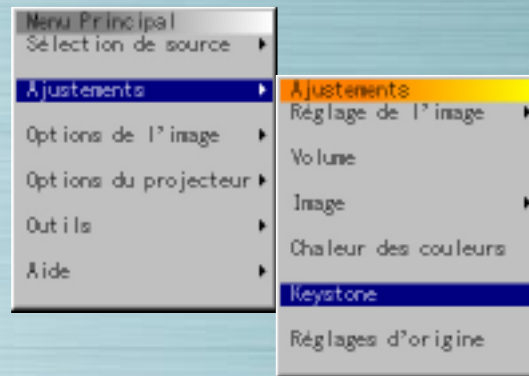 Menu Principal
Sélection de source
Ajustements
Options de l'image
Options du projecteur
Outils
Aide
Ajustements
Réglage de l'image
Volume
Image
Chaleur des couleurs
Keystone
Réglages d'origine